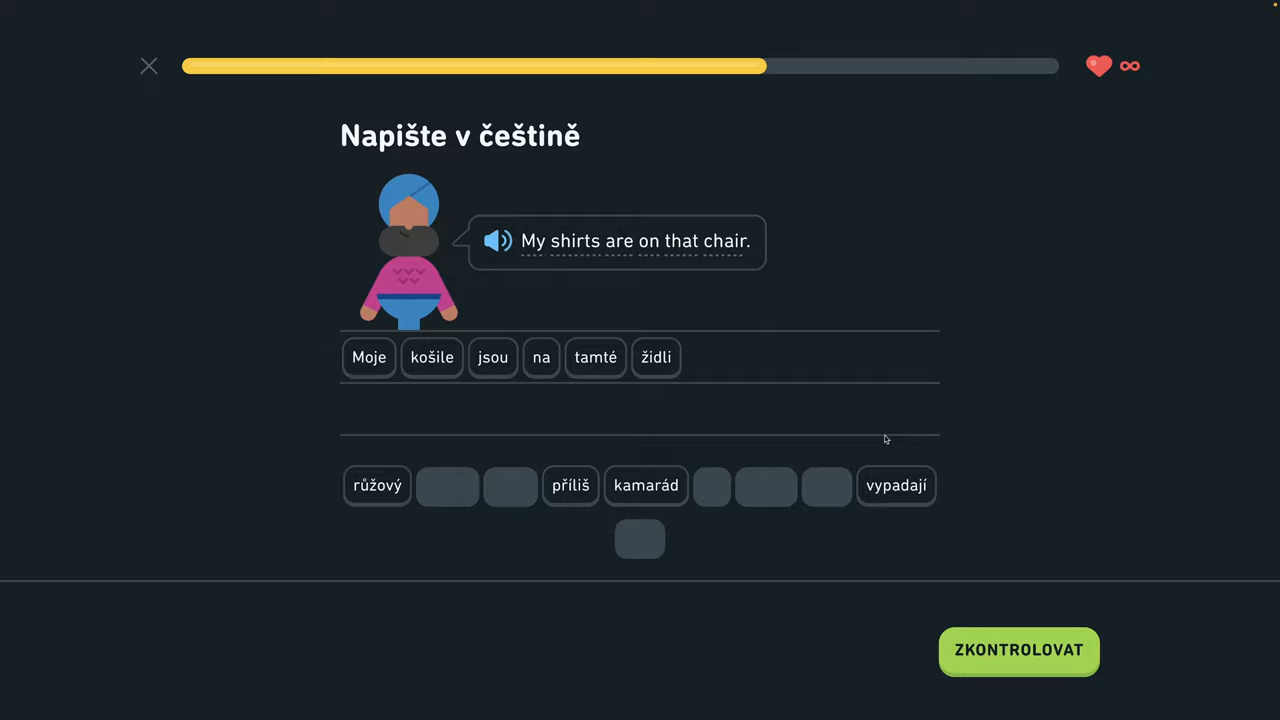 Napište v češtině
My shirts are on that chair.
Moje košile jsou na tamté židli
růžový příliš kamarád vypadají
ZKONTROLOVAT